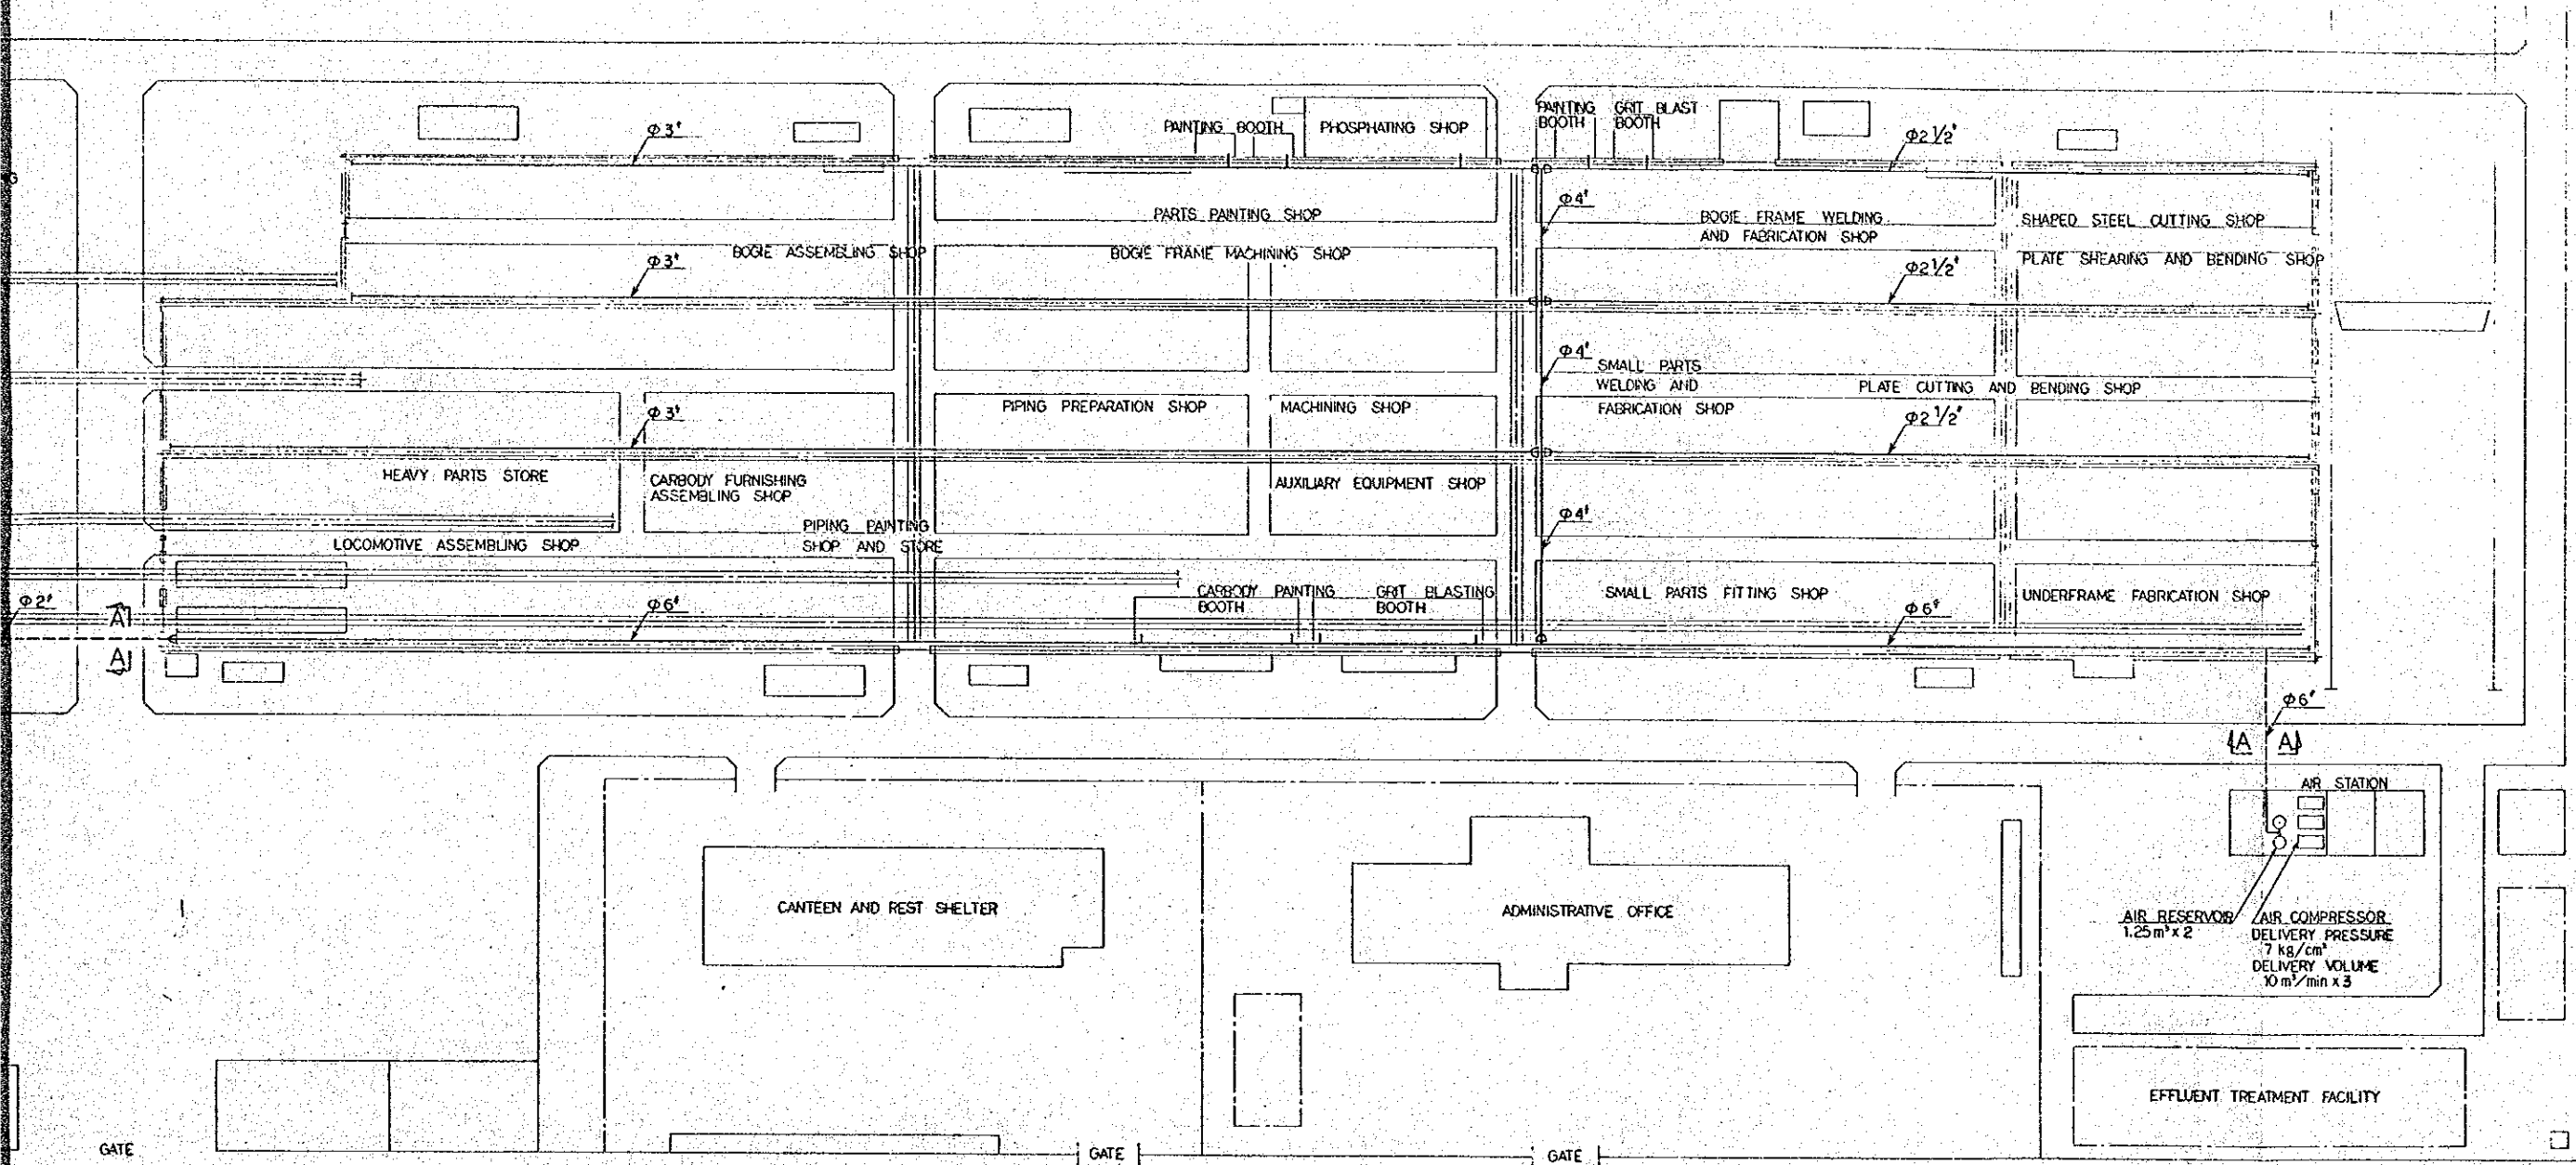 PAINTING BOOTH
PHOSPHATING SHOP
PAINTING
BOOTH
GRIT BLAST
BOOTH
Φ3"
Φ2 1/2"
G
PARTS PAINTING SHOP
Φ4"
BOGIE FRAME WELDING
AND FABRICATION SHOP
SHAPED STEEL CUTTING SHOP
Φ3"
BOGIE ASSEMBLING SHOP
BOGIE FRAME MACHINING SHOP
Φ2 1/2"
PLATE SHEARING AND BENDING SHOP
Φ4"
SMALL PARTS
WELDING AND
FABRICATION SHOP
PLATE CUTTING AND BENDING SHOP
Φ3"
PIPING PREPARATION SHOP
MACHINING SHOP
Φ2 1/2"
HEAVY PARTS STORE
CARBODY FURNISHING
ASSEMBLING SHOP
AUXILIARY EQUIPMENT SHOP
Φ4"
LOCOMOTIVE ASSEMBLING SHOP
PIPING PAINTING
SHOP AND STORE
Φ2"
A
A
Φ6"
CARBODY PAINTING
BOOTH
GRIT BLASTING
BOOTH
SMALL PARTS FITTING SHOP
Φ6"
UNDERFRAME FABRICATION SHOP
Φ6"
A A
AIR STATION
CANTEEN AND REST SHELTER
ADMINISTRATIVE OFFICE
AIR RESERVOIR
1.25m³ x 2
AIR COMPRESSOR
DELIVERY PRESSURE
7 kg/cm²
DELIVERY VOLUME
10 m³/min x 3
EFFLUENT TREATMENT FACILITY
GATE
GATE
GATE